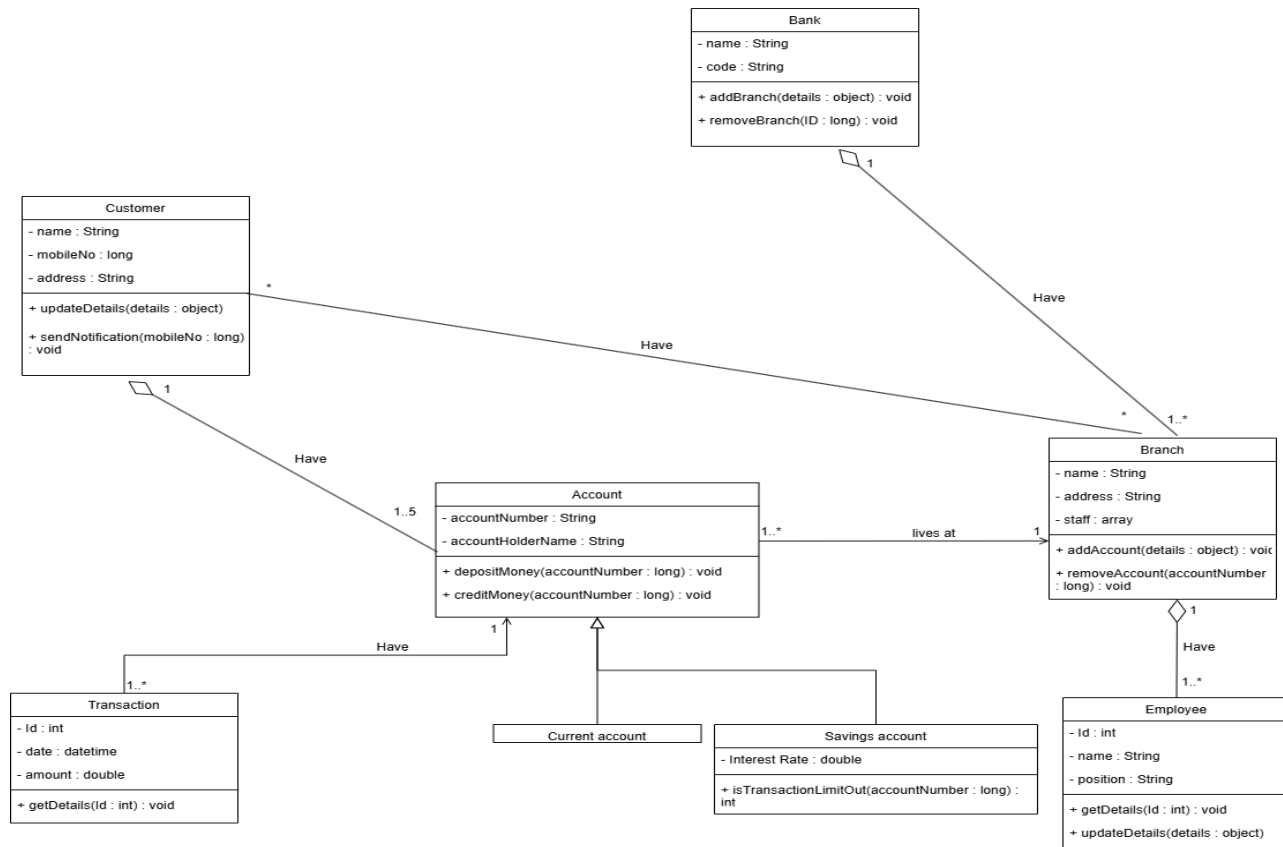 Bank
- name : String
- code : String
+ addBranch(details : object) : void
+ removeBranch(ID : long) : void
1
Have
1..*
Customer
- name : String
- mobileNo : long
- address : String
+ updateDetails(details : object)
+ sendNotification(mobileNo : long)
: void
*
Have
*
1
Have
1..5
Account
- accountNumber : String
- accountHolderName : String
+ depositMoney(accountNumber : long) : void
+ creditMoney(accountNumber : long) : void
1..*
lives at
1
Branch
- name : String
- address : String
- staff : array
+ addAccount(details : object) : voic
+ removeAccount(accountNumber
: long) : void
1
Have
1..*
1
Have
1..*
Transaction
- Id : int
- date : datetime
- amount : double
+ getDetails(Id : int) : void
Current account
Savings account
- Interest Rate : double
+ isTransactionLimitOut(accountNumber : long) :
int
Employee
- Id : int
- name : String
- position : String
+ getDetails(Id : int) : void
+ updateDetails(details : object)